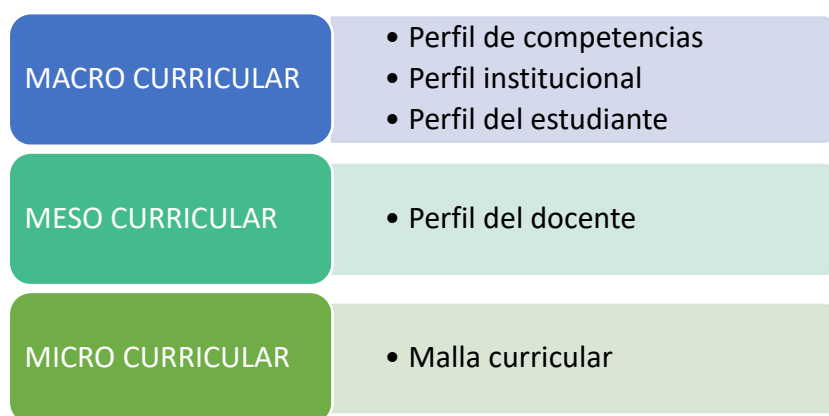 MACRO CURRICULAR
• Perfil de competencias
• Perfil institucional
• Perfil del estudiante
MESO CURRICULAR
• Perfil del docente
MICRO CURRICULAR
• Malla curricular